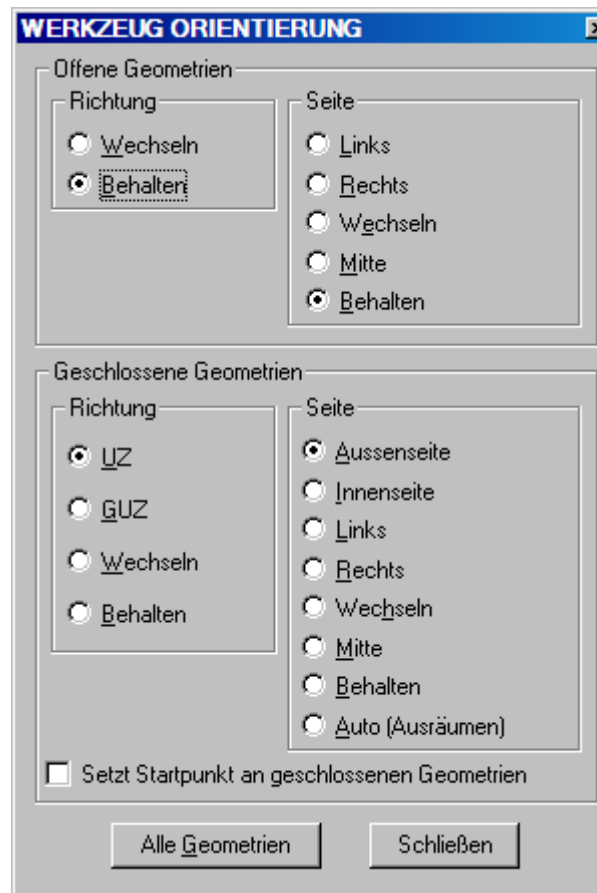 WERKZEUG ORIENTIERUNG
Offene Geometrien
Richtung
Wechseln
Behalten
Seite
Links
Rechts
Wechseln
Mitte
Behalten
Geschlossene Geometrien
Richtung
UZ
GUZ
Wechseln
Behalten
Seite
Aussenseite
Innenseite
Links
Rechts
Wechseln
Mitte
Behalten
Auto (Ausräumen)
Setzt Startpunkt an geschlossenen Geometrien
Alle Geometrien
Schließen